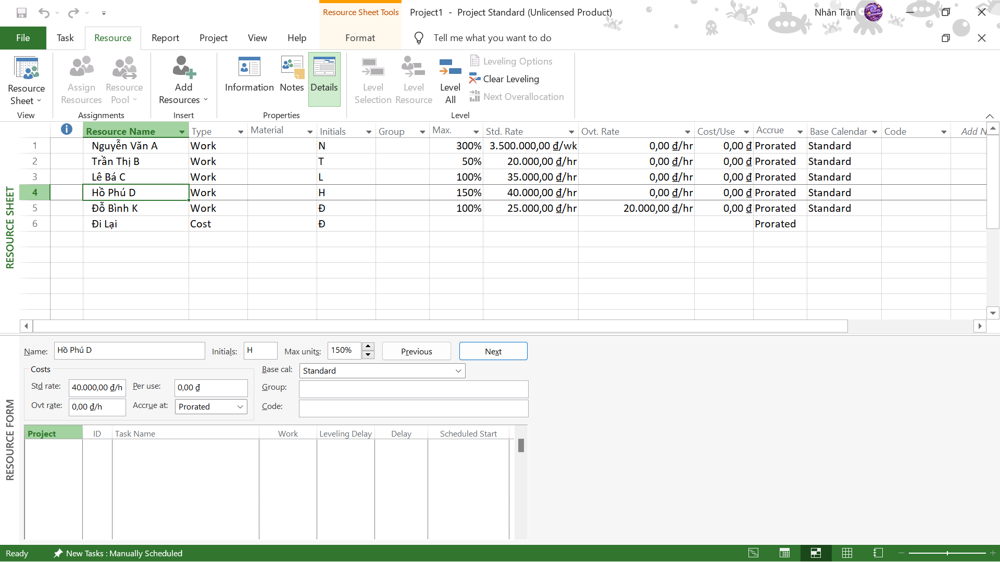 Resource Sheet Tools
Project1 - Project Standard (Unlicensed Product)
Nhân Trần
File Task Resource Report Project View Help Format Tell me what you want to do
Resource Sheet
View
Assign Resources
Resource Pool
Assignments
Add Resources
Insert
Information
Notes
Details
Properties
Level Selection
Level Resource
Level All
Leveling Options
Clear Leveling
Next Overallocation
Level
Resource Name Type Material Initials Group Max. Std. Rate Ovt. Rate Cost/Use Accrue Base Calendar Code Add N
1 Nguyễn Văn A Work N 300% 3.500.000,00 ₫/wk 0,00 ₫/hr 0,00 ₫ Prorated Standard
2 Trần Thị B Work T 50% 20.000,00 ₫/hr 0,00 ₫/hr 0,00 ₫ Prorated Standard
3 Lê Bá C Work L 100% 35.000,00 ₫/hr 0,00 ₫/hr 0,00 ₫ Prorated Standard
4 Hồ Phú D Work H 150% 40.000,00 ₫/hr 0,00 ₫/hr 0,00 ₫ Prorated Standard
5 Đỗ Bình K Work Đ 100% 25.000,00 ₫/hr 20.000,00 ₫/hr 0,00 ₫ Prorated Standard
6 Đi Lại Cost Đ Prorated
RESOURCE SHEET
Name: Hồ Phú D Initials: H Max units: 150% Previous Next
Costs
Base cal: Standard
Std rate: 40.000,00 ₫/h Per use: 0,00 ₫
Group:
Ovt rate: 0,00 ₫/h Accrue at: Prorated
Code:
Project ID Task Name Work Leveling Delay Delay Scheduled Start
RESOURCE FORM
Ready New Tasks : Manually Scheduled